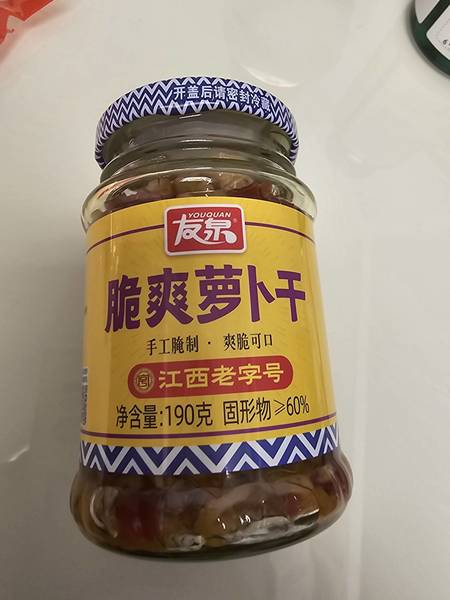 开盖后请密封冷藏
YOUQUAN
友泉®
脆爽萝卜干
手工腌制·爽脆可口
江西老字号
净含量:190克 固形物≥60%